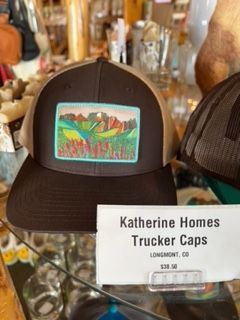 Katherine Homes
Trucker Caps
LONGMONT, CO
$38.50